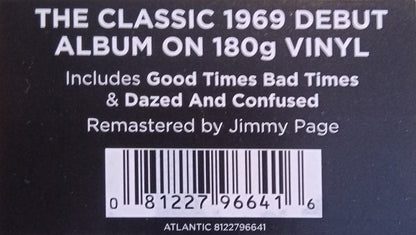 THE CLASSIC 1969 DEBUT
ALBUM ON 180g VINYL
Includes Good Times Bad Times
& Dazed And Confused
Remastered by Jimmy Page
0 81227 96641 6
ATLANTIC 8122796641